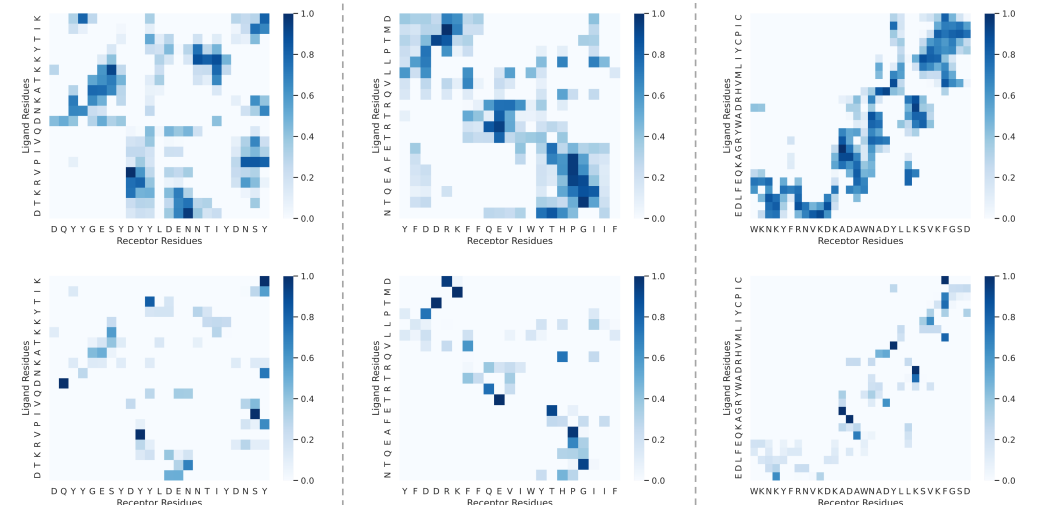 Ligand Residues
D T K R V P I V Q D N K A T K K Y T I K
1.0
0.8
0.6
0.4
0.2
0.0
D Q Y Y G E S Y D Y Y L D E N N T I Y D N S Y
Receptor Residues
Ligand Residues
N T Q E A F E T R T R Q V L L P T M D
1.0
0.8
0.6
0.4
0.2
0.0
Y F D D R K F F Q E V I W Y T H P G I I F
Receptor Residues
Ligand Residues
EDLFEQKAGRYWADRHVMLIYCPIC
1.0
0.8
0.6
0.4
0.2
0.0
WKNKYFRNVKDKADAWNADYLLKSVKFGSD
Receptor Residues
Ligand Residues
D T K R V P I V Q D N K A T K K Y T I K
1.0
0.8
0.6
0.4
0.2
0.0
D Q Y Y G E S Y D Y Y L D E N N T I Y D N S Y
Receptor Residues
Ligand Residues
N T Q E A F E T R T R Q V L L P T M D
1.0
0.8
0.6
0.4
0.2
0.0
Y F D D R K F F Q E V I W Y T H P G I I F
Receptor Residues
Ligand Residues
EDLFEQKAGRYWADRHVMLIYCPIC
1.0
0.8
0.6
0.4
0.2
0.0
WKNKYFRNVKDKADAWNADYLLKSVKFGSD
Receptor Residues